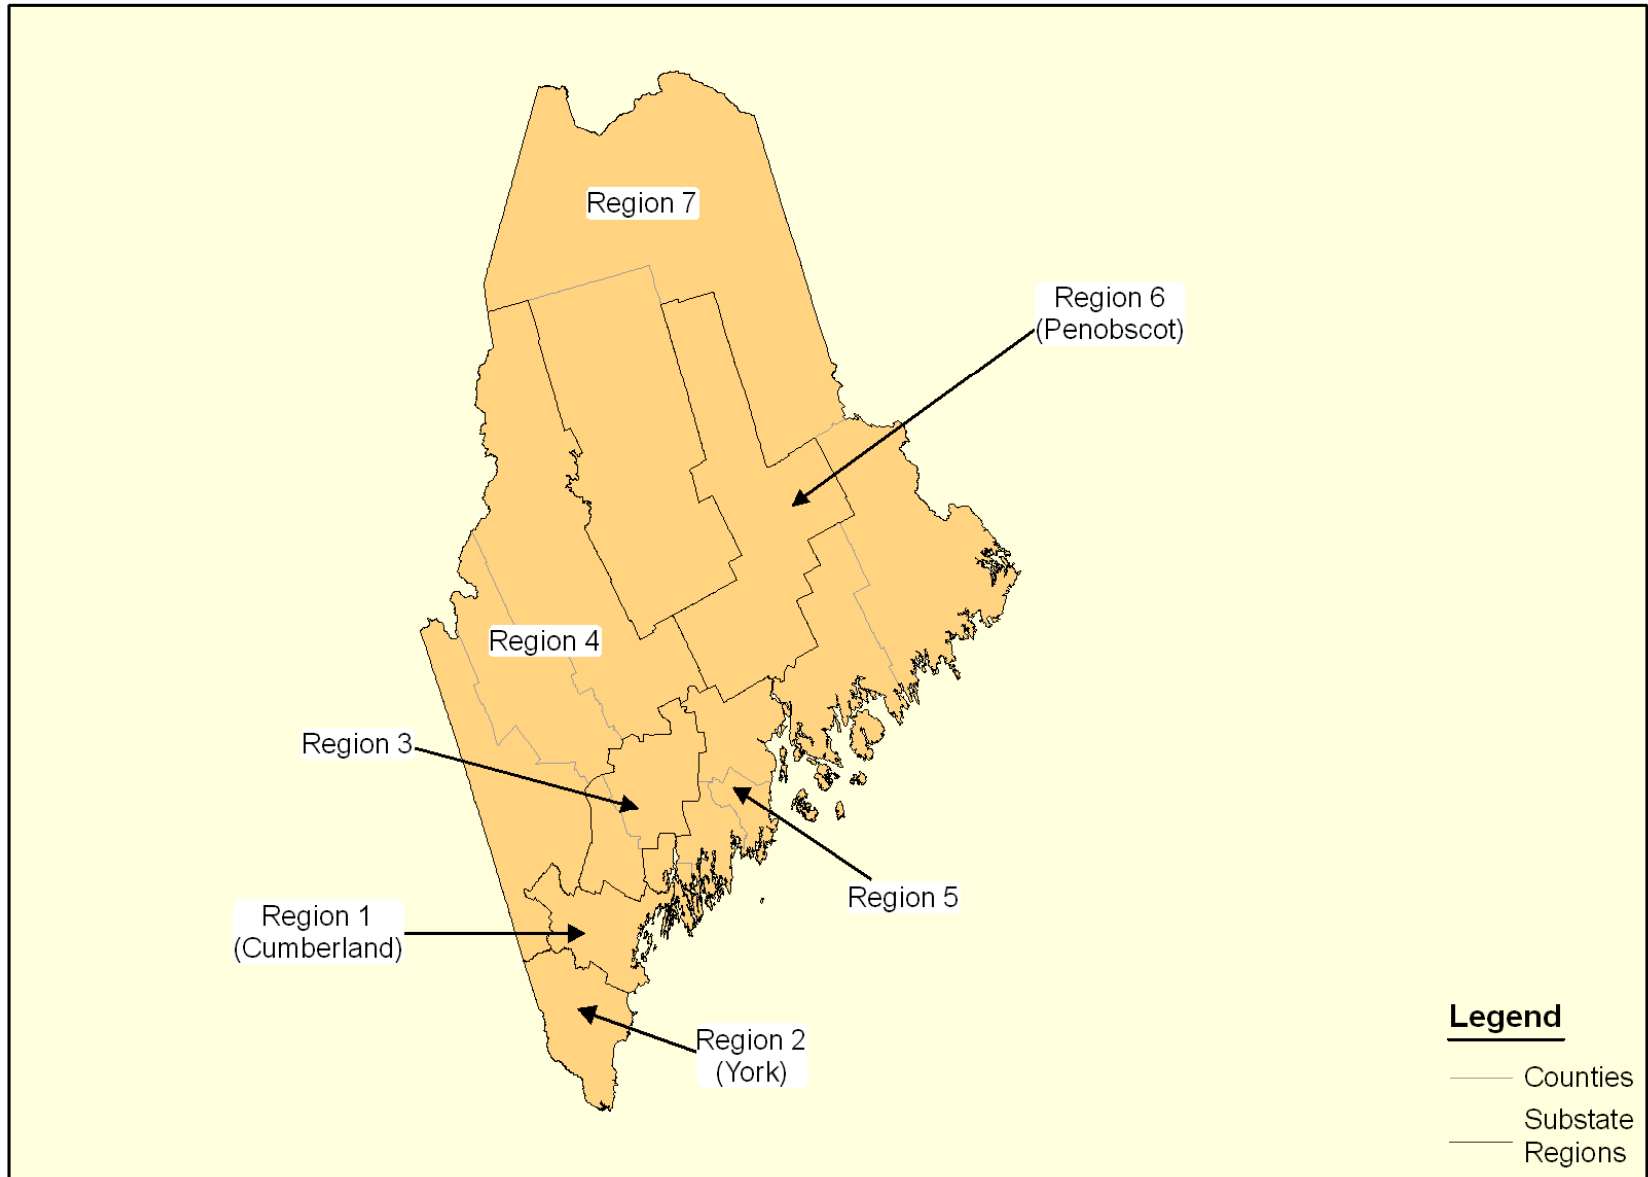 Region 7
Region 6
(Penobscot)
Region 4
Region 3
Region 5
Region 1
(Cumberland)
Region 2
(York)
Legend
Counties
Substate
Regions